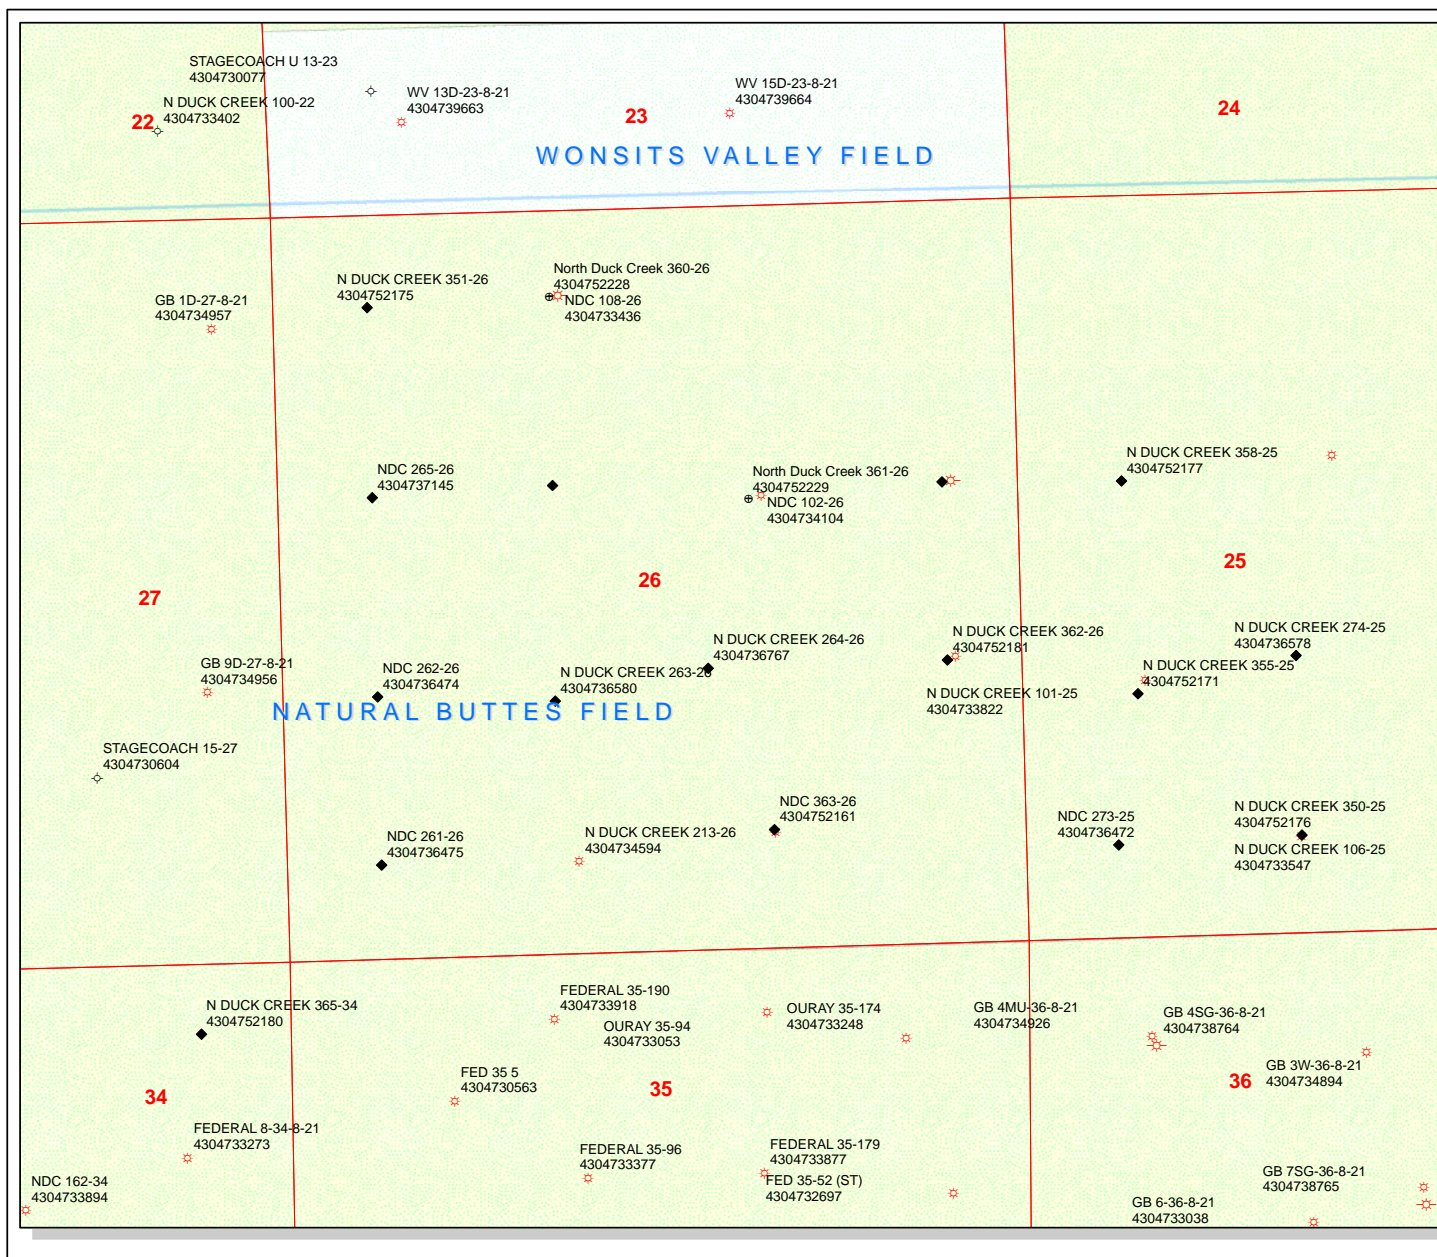 STAGECOACH U 13-23
4304730077
N DUCK CREEK 100-22
4304733402
22
WV 13D-23-8-21
4304739663
23
WV 15D-23-8-21
4304739664
24
WONSITS VALLEY FIELD
GB 1D-27-8-21
4304734957
N DUCK CREEK 351-26
4304752175
North Duck Creek 360-26
4304752228
NDC 108-26
4304733436
NDC 265-26
4304737145
North Duck Creek 361-26
4304752229
NDC 102-26
4304734104
N DUCK CREEK 358-25
4304752177
25
26
27
GB 9D-27-8-21
4304734956
NDC 262-26
4304736474
N DUCK CREEK 263-26
4304736580
N DUCK CREEK 264-26
4304736767
N DUCK CREEK 362-26
4304752181
N DUCK CREEK 101-25
4304733822
N DUCK CREEK 274-25
4304736578
N DUCK CREEK 355-25
4304752171
NATURAL BUTTES FIELD
STAGECOACH 15-27
4304730604
NDC 261-26
4304736475
N DUCK CREEK 213-26
4304734594
NDC 363-26
4304752161
NDC 273-25
4304736472
N DUCK CREEK 350-25
4304752176
N DUCK CREEK 106-25
4304733547
N DUCK CREEK 365-34
4304752180
FEDERAL 35-190
4304733918
OURAY 35-94
4304733053
OURAY 35-174
4304733248
GB 4MU-36-8-21
4304734926
GB 4SG-36-8-21
4304738764
GB 3W-36-8-21
4304734894
FED 35 5
4304730563
34
35
36
FEDERAL 8-34-8-21
4304733273
FEDERAL 35-96
4304733377
FEDERAL 35-179
4304733877
FED 35-52 (ST)
4304732697
NDC 162-34
4304733894
GB 7SG-36-8-21
4304738765
GB 6-36-8-21
4304733038